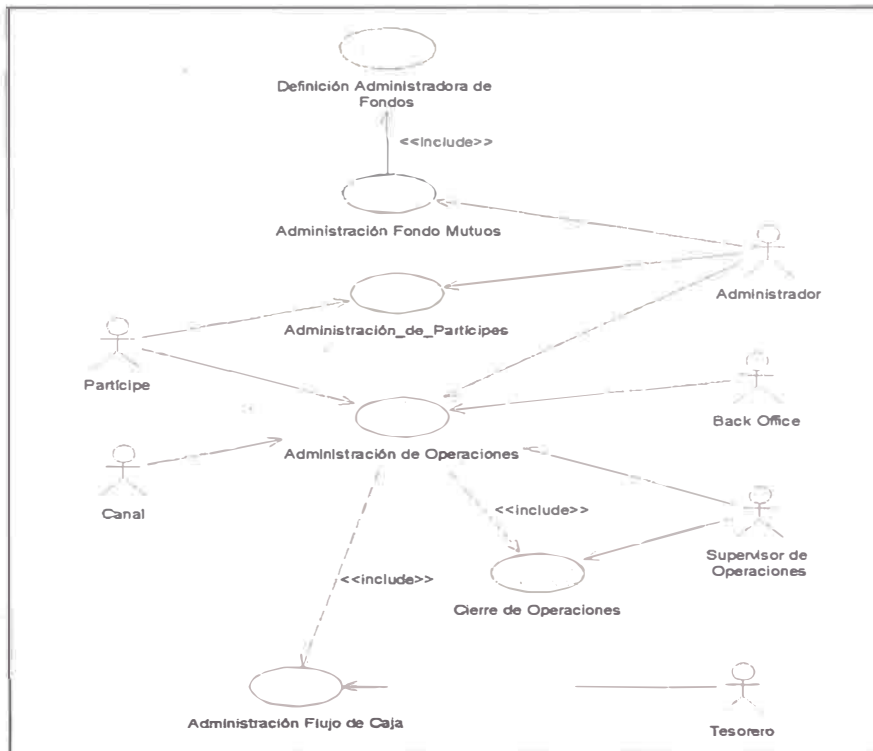 Definición Administradora de
Fondos
<<include>>
Administración Fondo Mutuos
Administrador
Administración_de_Partícipes
Partícipe
Back Office
Administración de Operaciones
Canal
<<include>>
Supervisor de
Operaciones
<<include>>
Cierre de Operaciones
Administración Flujo de Caja
Tesorero